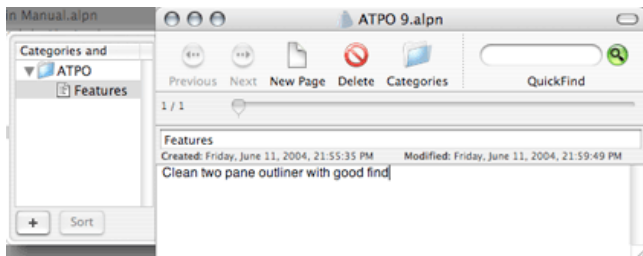 n Manual.alpn
Categories and
ATPO
Features
+ Sort
ATPO 9.alpn
Previous Next New Page Delete Categories QuickFind
1 / 1
Features
Created: Friday, June 11, 2004, 21:55:35 PM Modified: Friday, June 11, 2004, 21:59:49 PM
Clean two pane outliner with good find